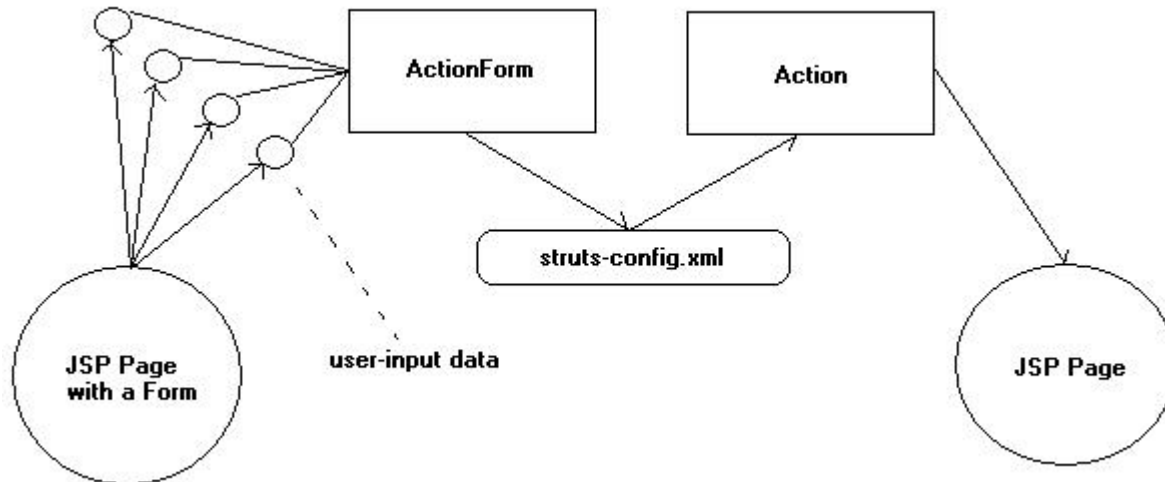 ActionForm
Action
struts-config.xml
user-input data
JSP Page
with a Form
JSP Page